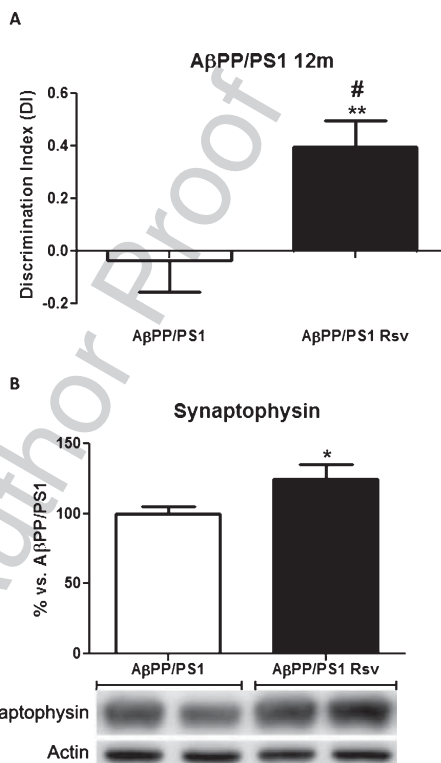 A
AβPP/PS1 12m
Discrimination Index (DI)
0.6
0.4
0.2
0.0
-0.2
#
**
AβPP/PS1
AβPP/PS1 Rsv
B
Synaptophysin
% vs. AβPP/PS1
150
100
50
0
*
AβPP/PS1
AβPP/PS1 Rsv
aptophysin
Actin
uthor Proof